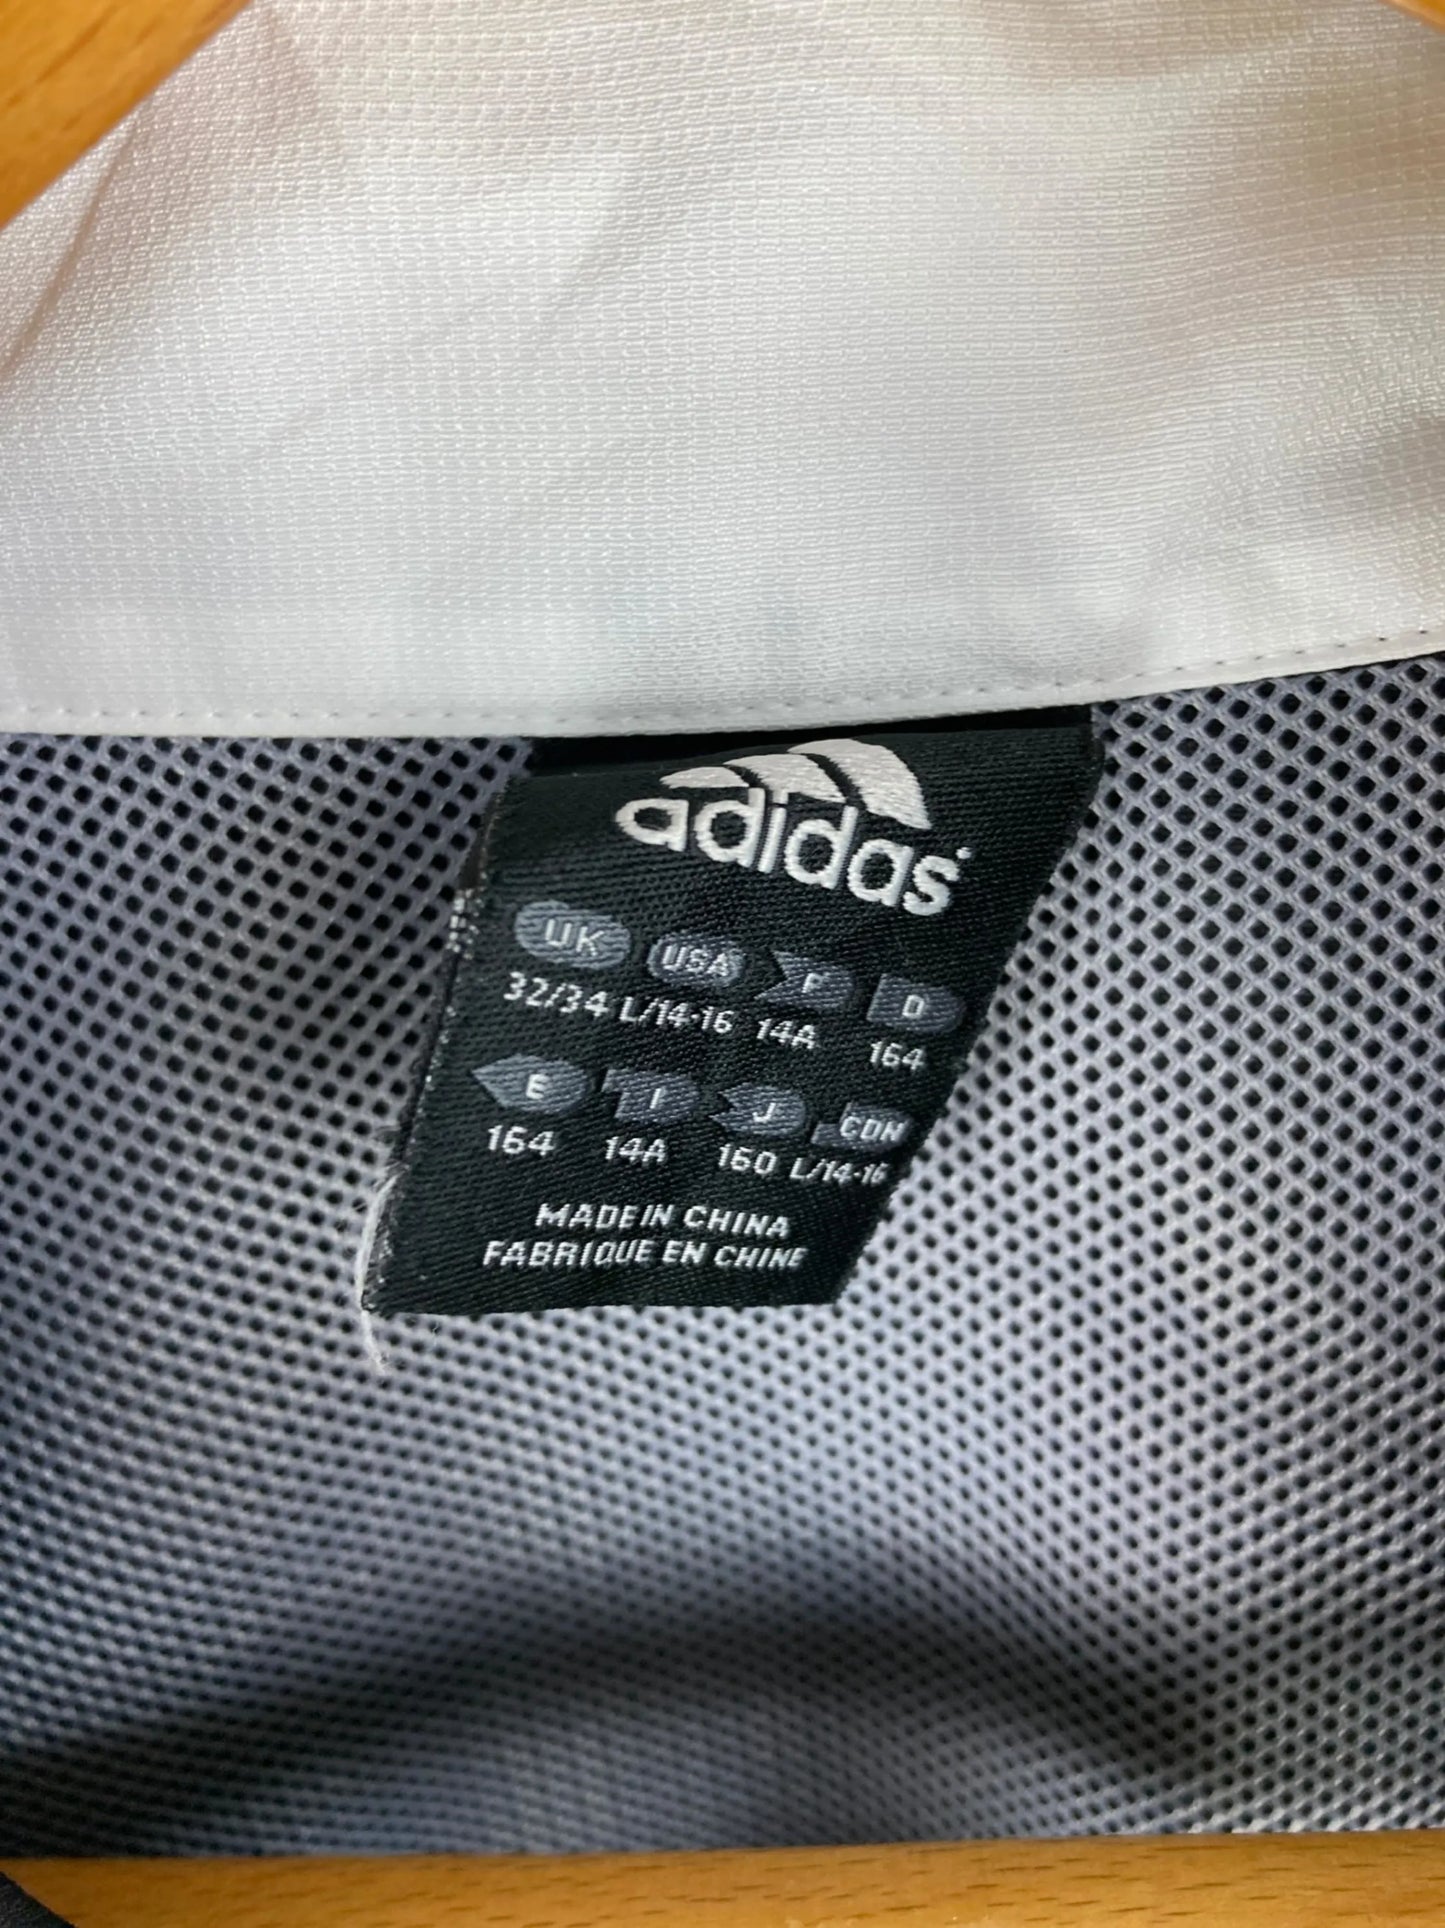 adidas
UK USA F D
32/34 L/14-16 14A 164
E I J CDN
164 14A 160 L/14-16
MADE IN CHINA
FABRIQUE EN CHINE